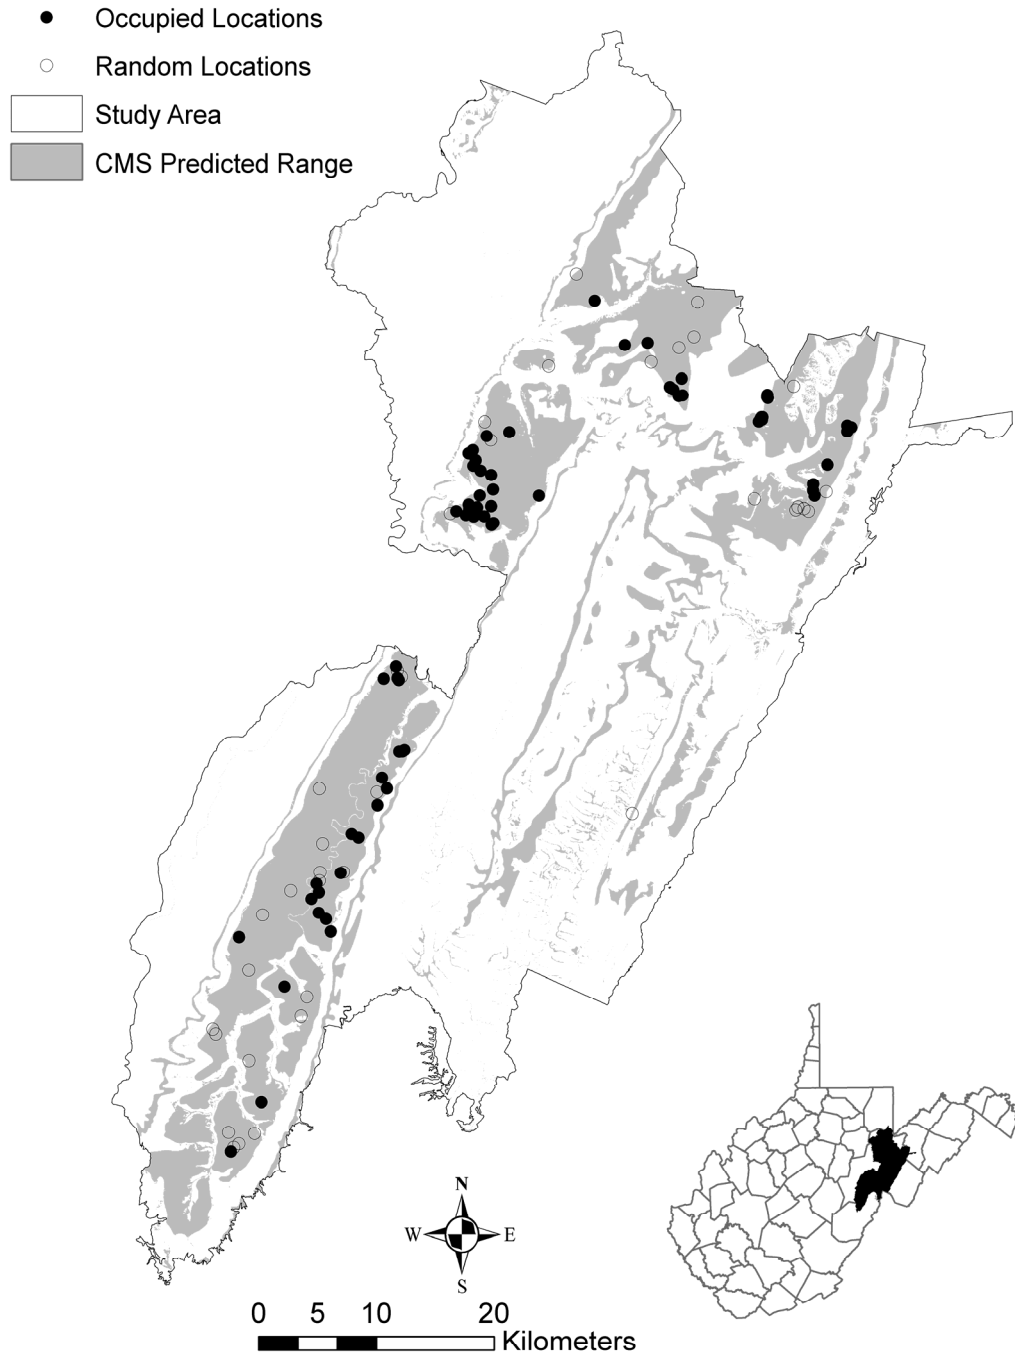 Occupied Locations
Random Locations
Study Area
CMS Predicted Range
N
W E
S
0 5 10 20
Kilometers